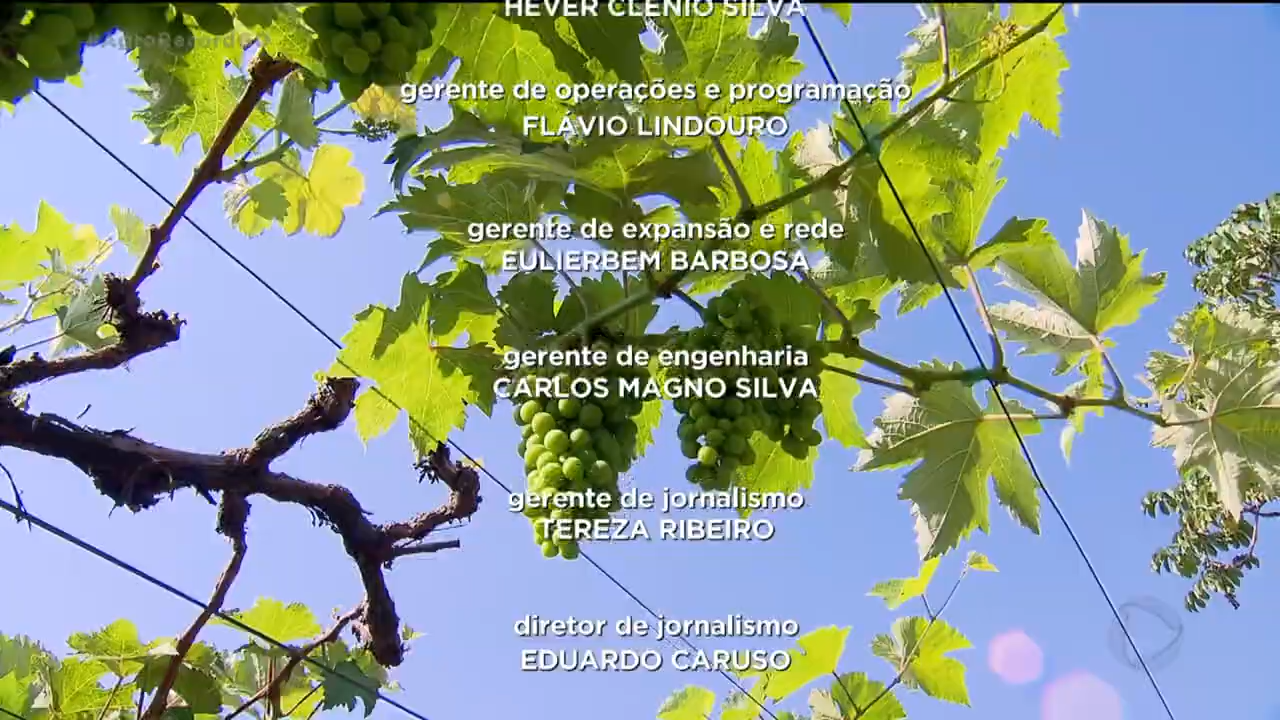 HEVER CLENIO SILVA
gerente de operações e programação
FLÁVIO LINDOURO
gerente de expansão e rede
EULIERBEM BARBOSA
gerente de engenharia
CARLOS MAGNO SILVA
gerente de jornalismo
TEREZA RIBEIRO
diretor de jornalismo
EDUARDO CARUSO